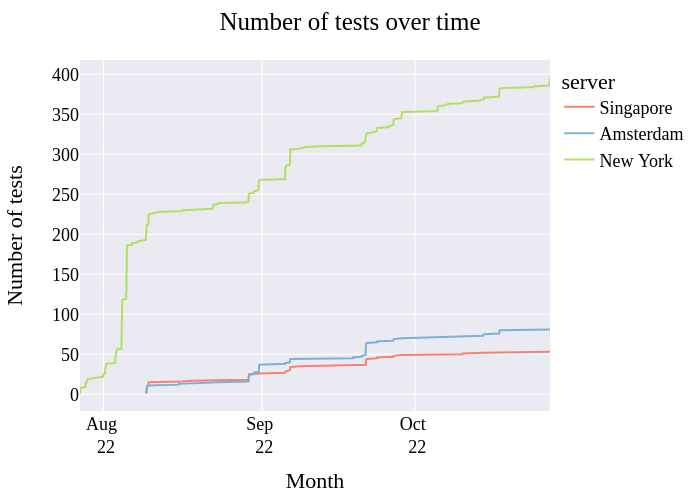 Number of tests over time
Number of tests
400
350
300
250
200
150
100
50
0
Aug
22
Sep
22
Oct
22
Month
server
Singapore
Amsterdam
New York